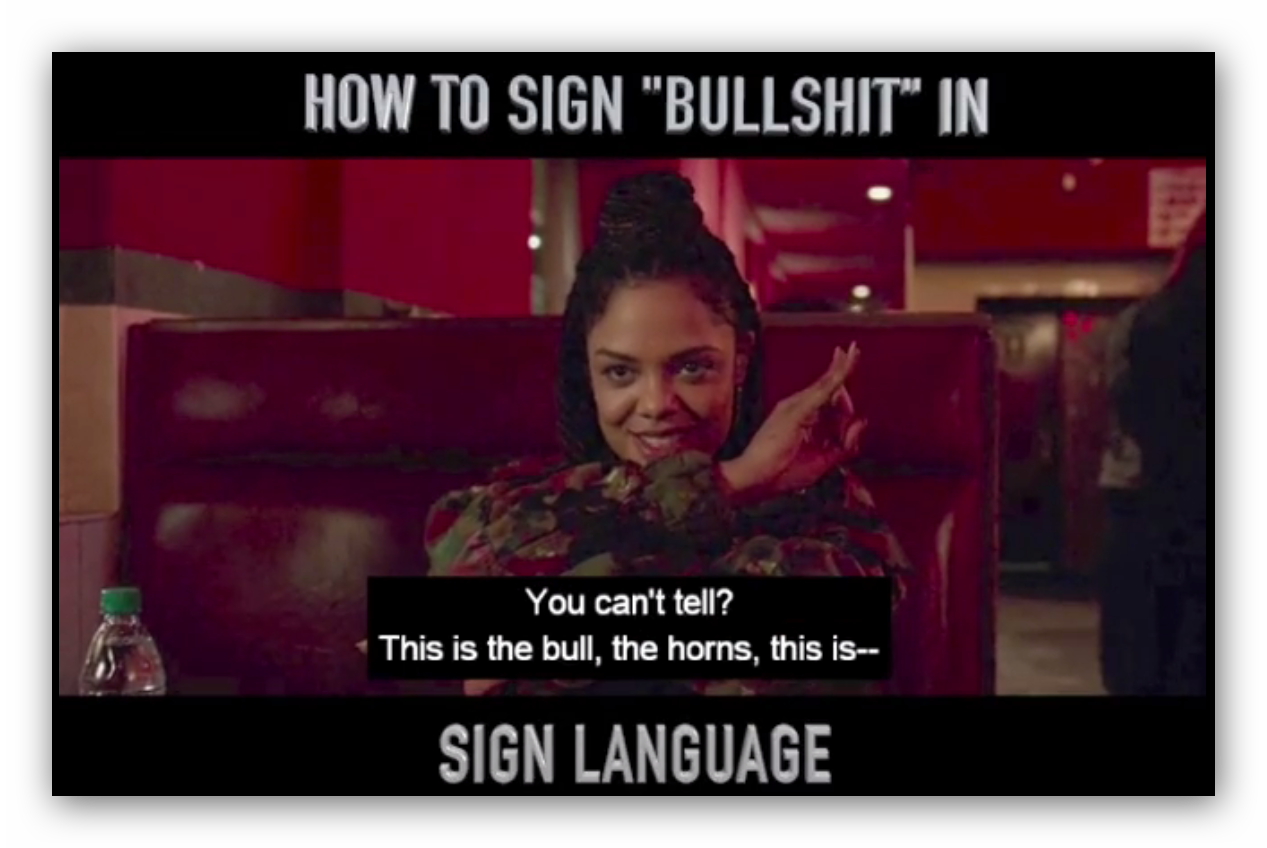 HOW TO SIGN "BULLSHIT" IN
You can't tell?
This is the bull, the horns, this is--
SIGN LANGUAGE